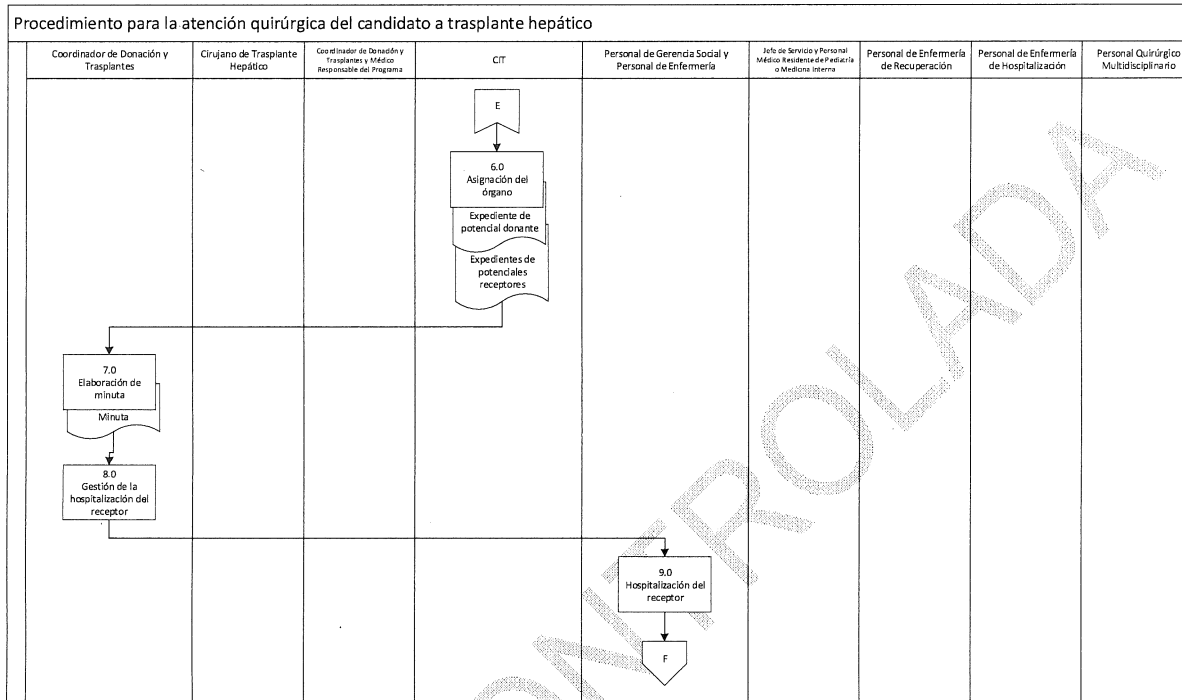 Procedimiento para la atención quirúrgica del candidato a trasplante hepático
Coordinador de Donación y
Trasplantes
Cirujano de Trasplante
Hepático
Coordinador de Donación y
Trasplantes y Médico
Responsable del Programa
CIT
Personal de Gerencia Social y
Personal de Enfermería
Jefe de Servicio y Personal
Médico Residente de Pediatría
o Medicina Interna
Personal de Enfermería
de Recuperación
Personal de Enfermería
de Hospitalización
Personal Quirúrgico
Multidisciplinario
E
6.0
Asignación del
órgano
Expediente de
potencial donante
Expedientes de
potenciales
receptores
7.0
Elaboración de
minuta
Minuta
8.0
Gestión de la
hospitalización del
receptor
9.0
Hospitalización del
receptor
F
ONTROLADA